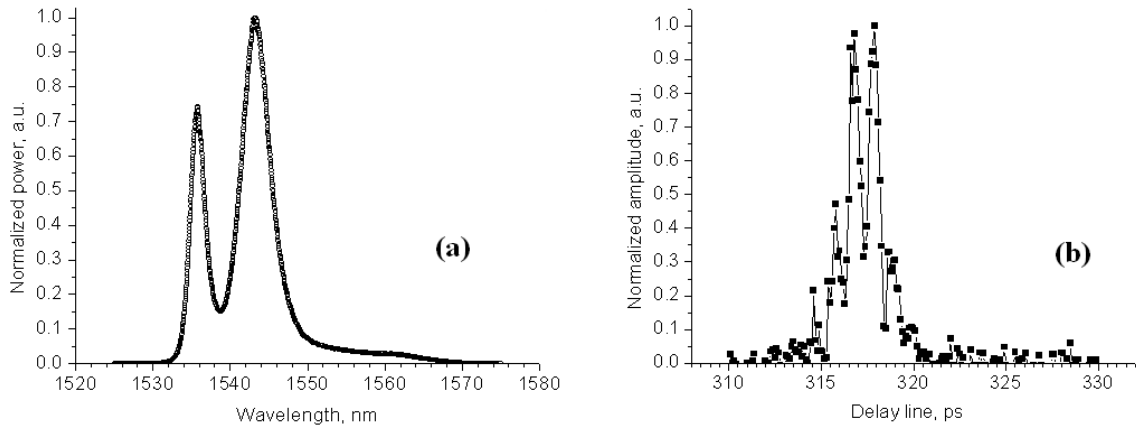 1.0
0.9
0.8
0.7
0.6
0.5
0.4
0.3
0.2
0.1
0.0
Normalized power, a.u.
1520 1530 1540 1550 1560 1570 1580
Wavelength, nm
(a)
1.0
0.9
0.8
0.7
0.6
0.5
0.4
0.3
0.2
0.1
0.0
Normalized amplitude, a.u.
310 315 320 325 330
Delay line, ps
(b)